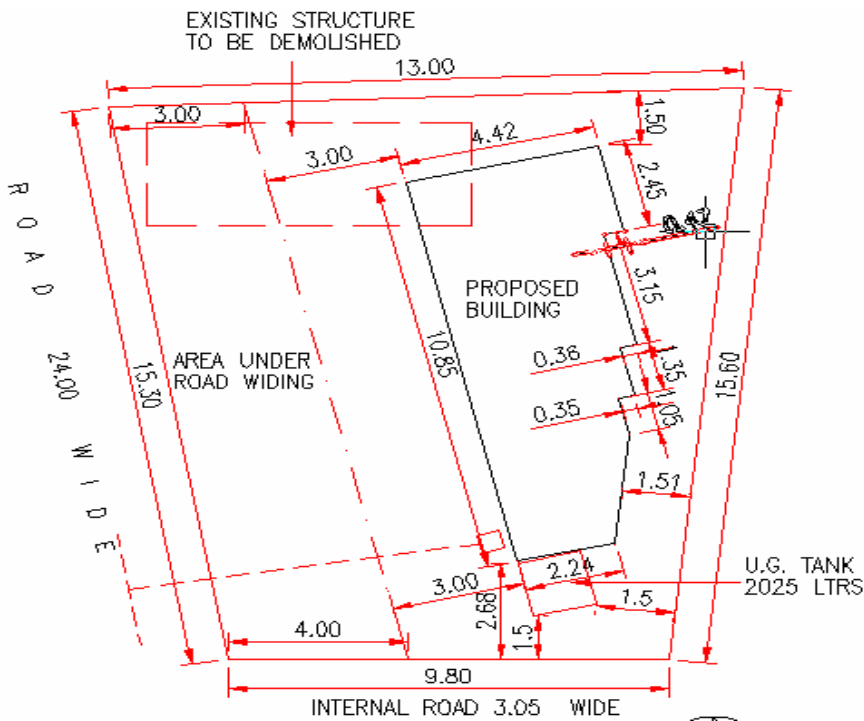 EXISTING STRUCTURE
TO BE DEMOLISHED
13.00
3.00
1.50
4.42
3.00
2.45
ROAD 24.00 WIDE
PROPOSED
BUILDING
3.15
10.85
0.36
1.35
AREA UNDER
ROAD WIDING
15.30
15.60
0.35
1.05
1.51
2.24
U.G. TANK
2025 LTRS
3.00
2.68
1.5
1.5
4.00
9.80
INTERNAL ROAD 3.05 WIDE